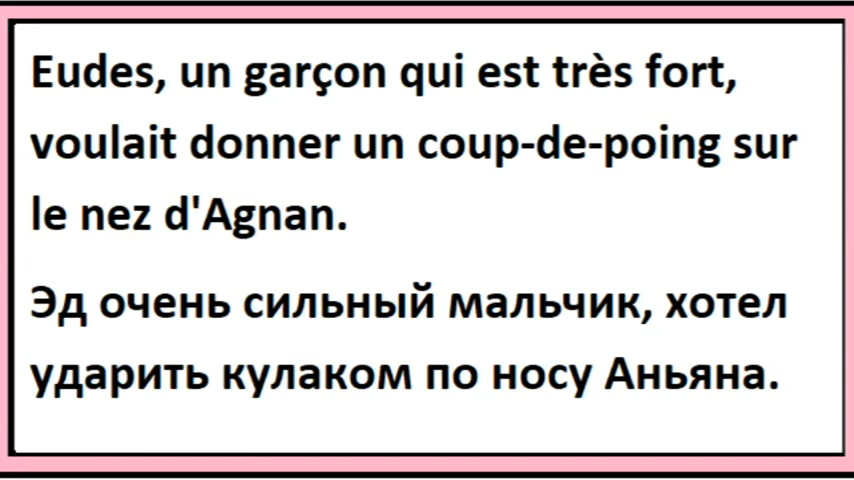 Eudes, un garçon qui est très fort,
voulait donner un coup-de-poing sur
le nez d'Agnan.
Эд очень сильный мальчик, хотел
ударить кулаком по носу Аньяна.